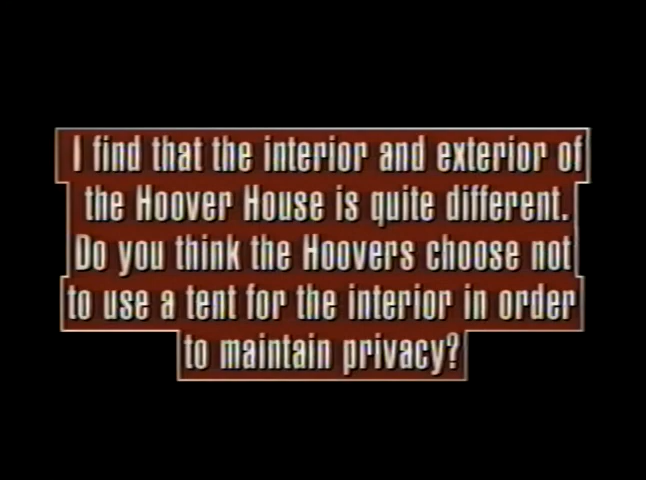 I find that the interior and exterior of
the Hoover House is quite different.
Do you think the Hoovers choose not
to use a tent for the interior in order
to maintain privacy?